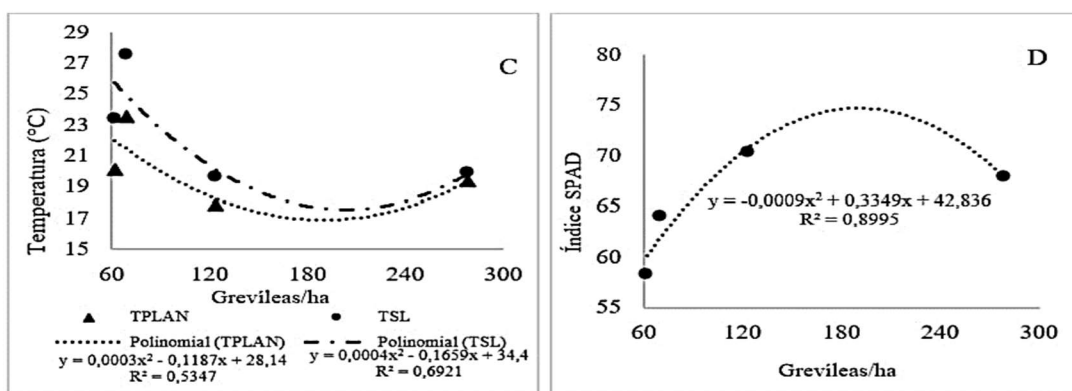 C
Temperatura (°C)
29
27
25
23
21
19
17
15
60 120 180 240 300
Grevíleas/ha
TPLAN TSL
Polinomial (TPLAN) Polinomial (TSL)
y = 0,0003x² - 0,1187x + 28,14 y = 0,0004x² - 0,1659x + 34,4
R² = 0,5347 R² = 0,6921
D
Índice SPAD
80
75
70
65
60
55
y = -0,0009x² + 0,3349x + 42,836
R² = 0,8995
60 120 180 240 300
Grevíleas/ha